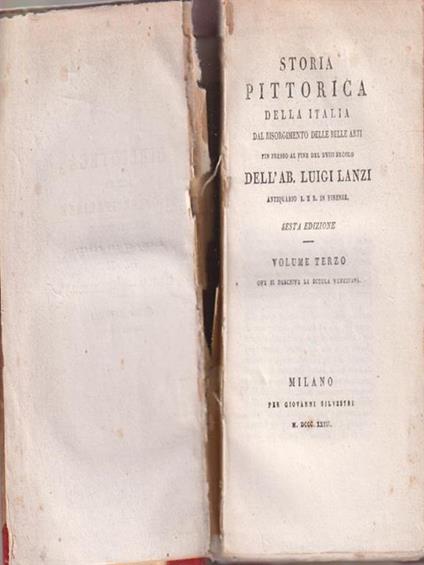 STORIA
PITTORICA
DELLA ITALIA
DAL RISORGIMENTO DELLE BELLE ARTI
FIN PRESSO AL FINE DEL XVIII SECOLO
DELL'AB. LUIGI LANZI
ANTIQUARIO I. E R. IN FIRENZE.
SESTA EDIZIONE
VOLUME TERZO
OVE SI DESCRIVE LA SCUOLA VENEZIANA.
MILANO
PER GIOVANNI SILVESTRI
M. DCCC.